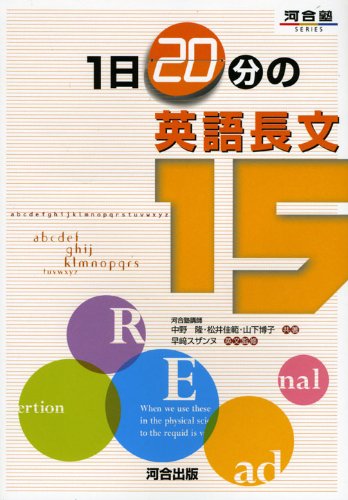 河合塾
SERIES
1日20分の
英語長文
15
abcdefghijklmnopqrstuvwxyz
abcdef
ghij
klmnopqrs
tuvwxyz
河合塾講師
中野 隆・松井佳範・山下博子 共著
早﨑スザンヌ 英文監修
R
E
nal
ertion
When we use these
in the physical scie
to the requid is v
ad
河合出版